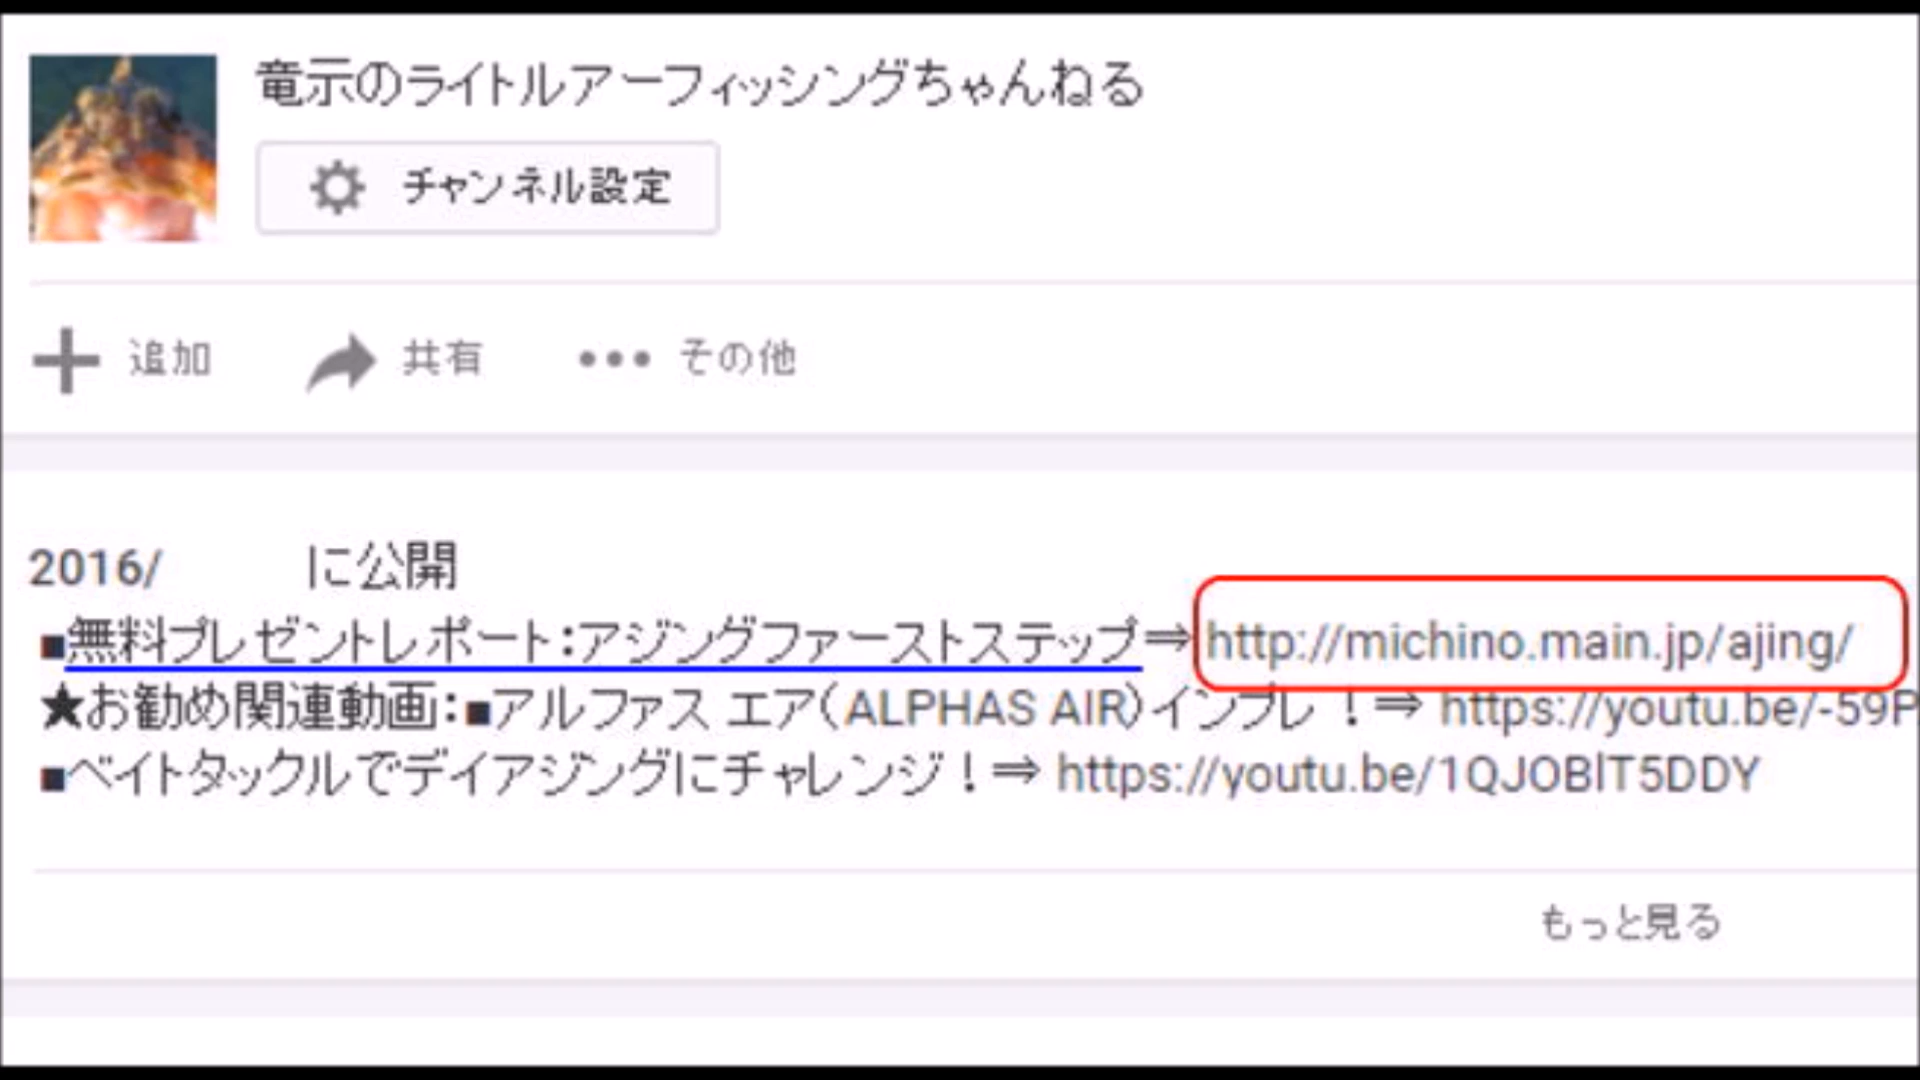 竜示のライトルアーフィッシングちゃんねる
チャンネル設定
追加 共有 その他
2016/ に公開
■無料プレゼントレポート：アジングファーストステップ⇒ http://michino.main.jp/ajing/
★お勧め関連動画：■アルファス エア（ALPHAS AIR）インプレ！⇒ https://youtu.be/-59P
■ベイトタックルでデイアジングにチャレンジ！⇒ https://youtu.be/1QJOBlT5DDY
もっと見る